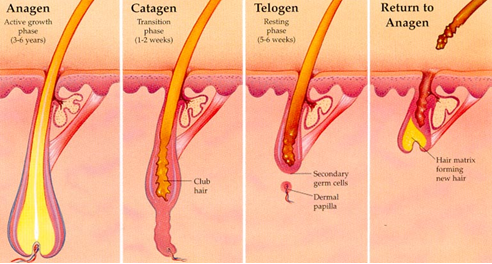 Anagen
Active growth
phase
(3-6 years)
Catagen
Transition
phase
(1-2 weeks)
Club
hair
Telogen
Resting
phase
(5-6 weeks)
Secondary
germ cells
Dermal
papilla
Return to
Anagen
Hair matrix
forming
new hair